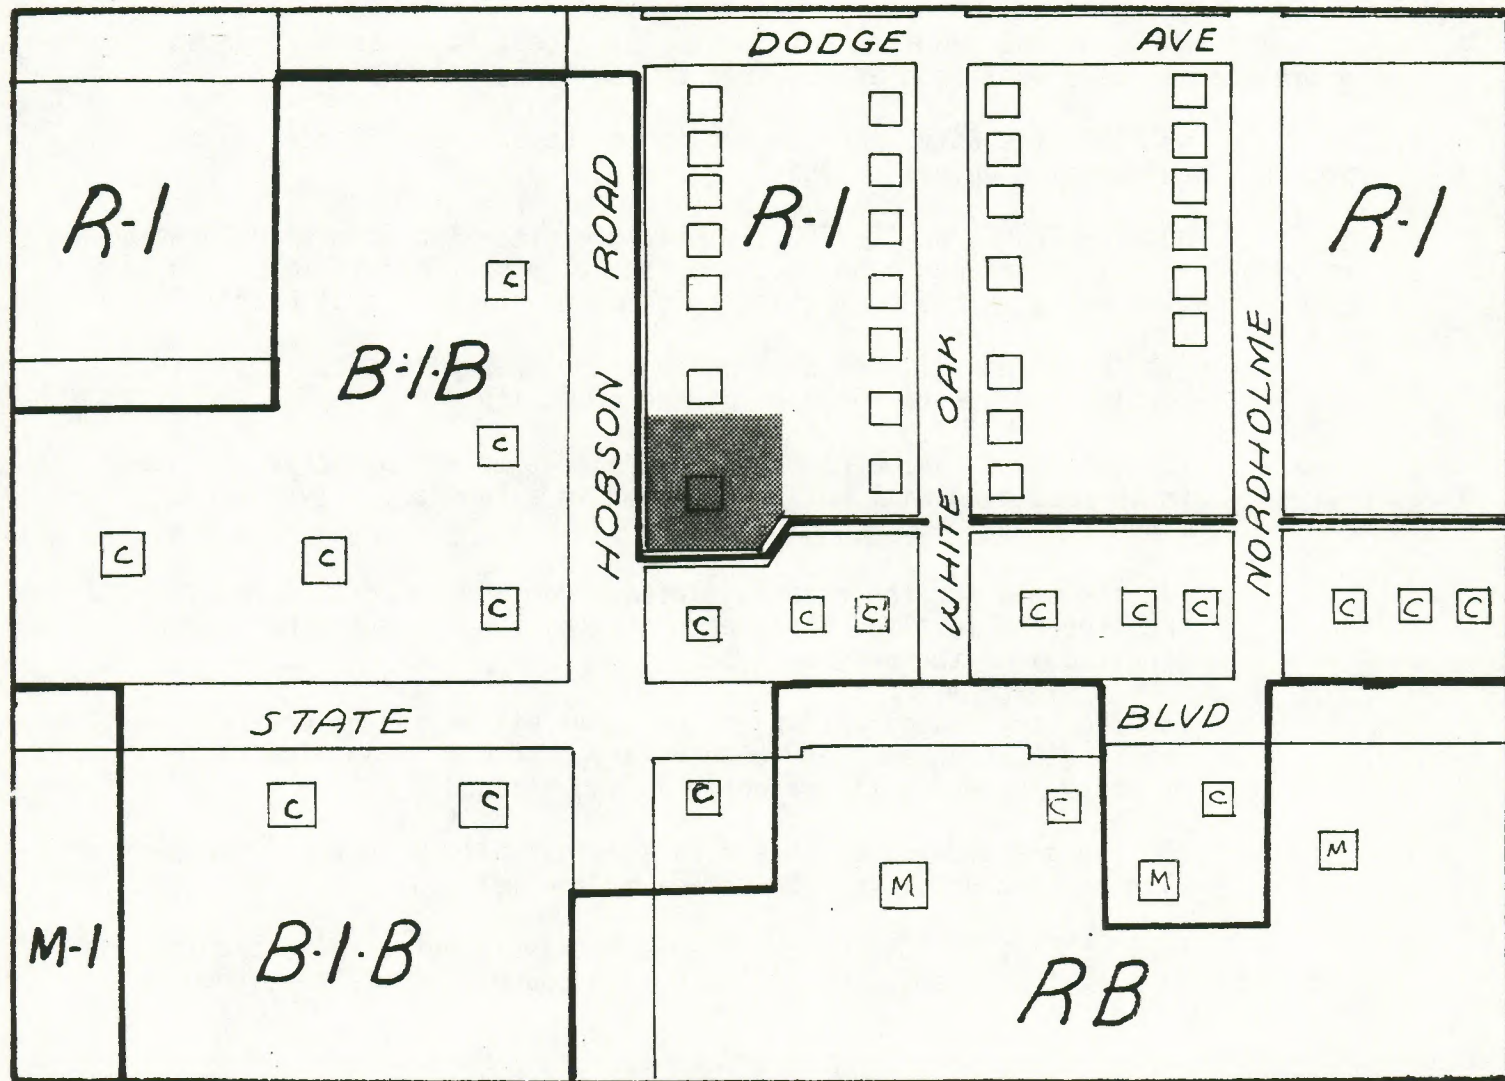 DODGE AVE
R-1 R-1 R-1
HOBSON ROAD
C
B-1-B
C
WHITE OAK
NORDHOLME
C C C
C C C C C C C C C
STATE BLVD
C C C C C
M M M
M-1 B-1-B RB